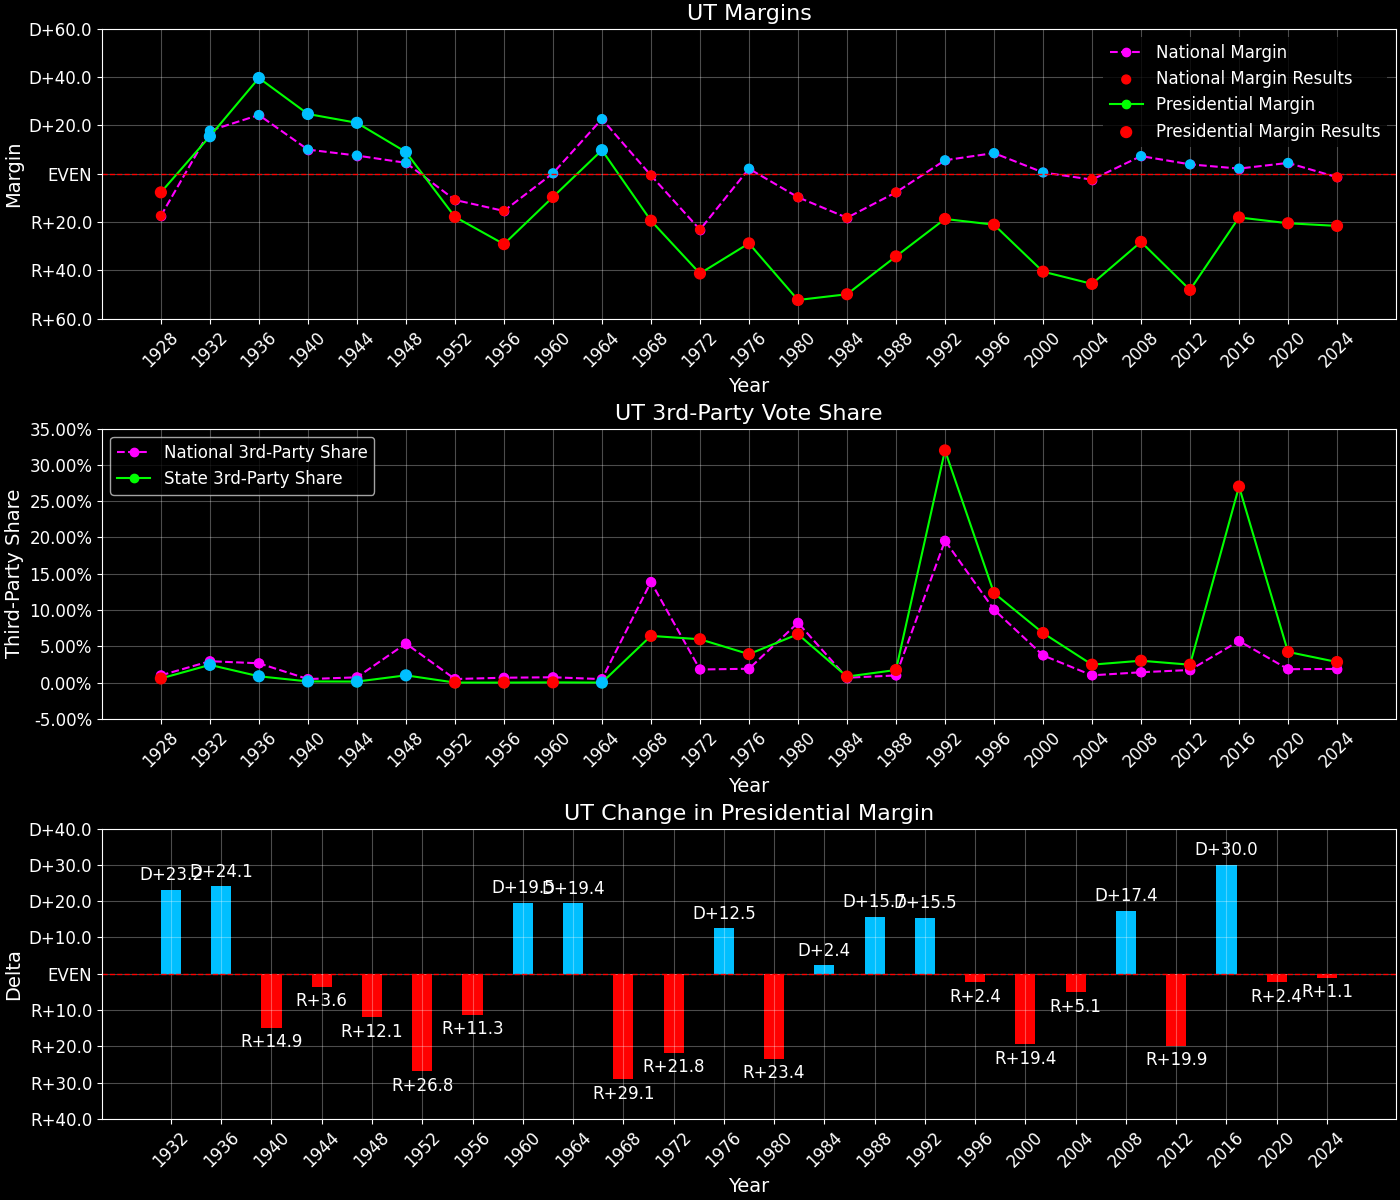 UT Margins
D+60.0
D+40.0
D+20.0
EVEN
R+20.0
R+40.0
R+60.0
Margin
National Margin
National Margin Results
Presidential Margin
Presidential Margin Results
1928 1932 1936 1940 1944 1948 1952 1956 1960 1964 1968 1972 1976 1980 1984 1988 1992 1996 2000 2004 2008 2012 2016 2020 2024
Year
UT 3rd-Party Vote Share
35.00%
30.00%
25.00%
20.00%
15.00%
10.00%
5.00%
0.00%
-5.00%
Third-Party Share
National 3rd-Party Share
State 3rd-Party Share
1928 1932 1936 1940 1944 1948 1952 1956 1960 1964 1968 1972 1976 1980 1984 1988 1992 1996 2000 2004 2008 2012 2016 2020 2024
Year
UT Change in Presidential Margin
D+40.0
D+30.0
D+20.0
D+10.0
EVEN
R+10.0
R+20.0
R+30.0
R+40.0
Delta
D+23.2
D+24.1
R+14.9
R+3.6
R+12.1
R+26.8
R+11.3
D+19.5
D+19.4
R+29.1
R+21.8
D+12.5
R+23.4
D+2.4
D+15.7
D+15.5
R+2.4
R+19.4
R+5.1
D+17.4
R+19.9
D+30.0
R+2.4
R+1.1
1932 1936 1940 1944 1948 1952 1956 1960 1964 1968 1972 1976 1980 1984 1988 1992 1996 2000 2004 2008 2012 2016 2020 2024
Year